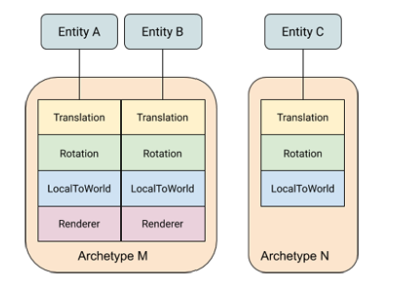 Entity A
Entity B
Entity C
Translation
Translation
Translation
Rotation
Rotation
Rotation
LocalToWorld
LocalToWorld
LocalToWorld
Renderer
Renderer
Archetype M
Archetype N